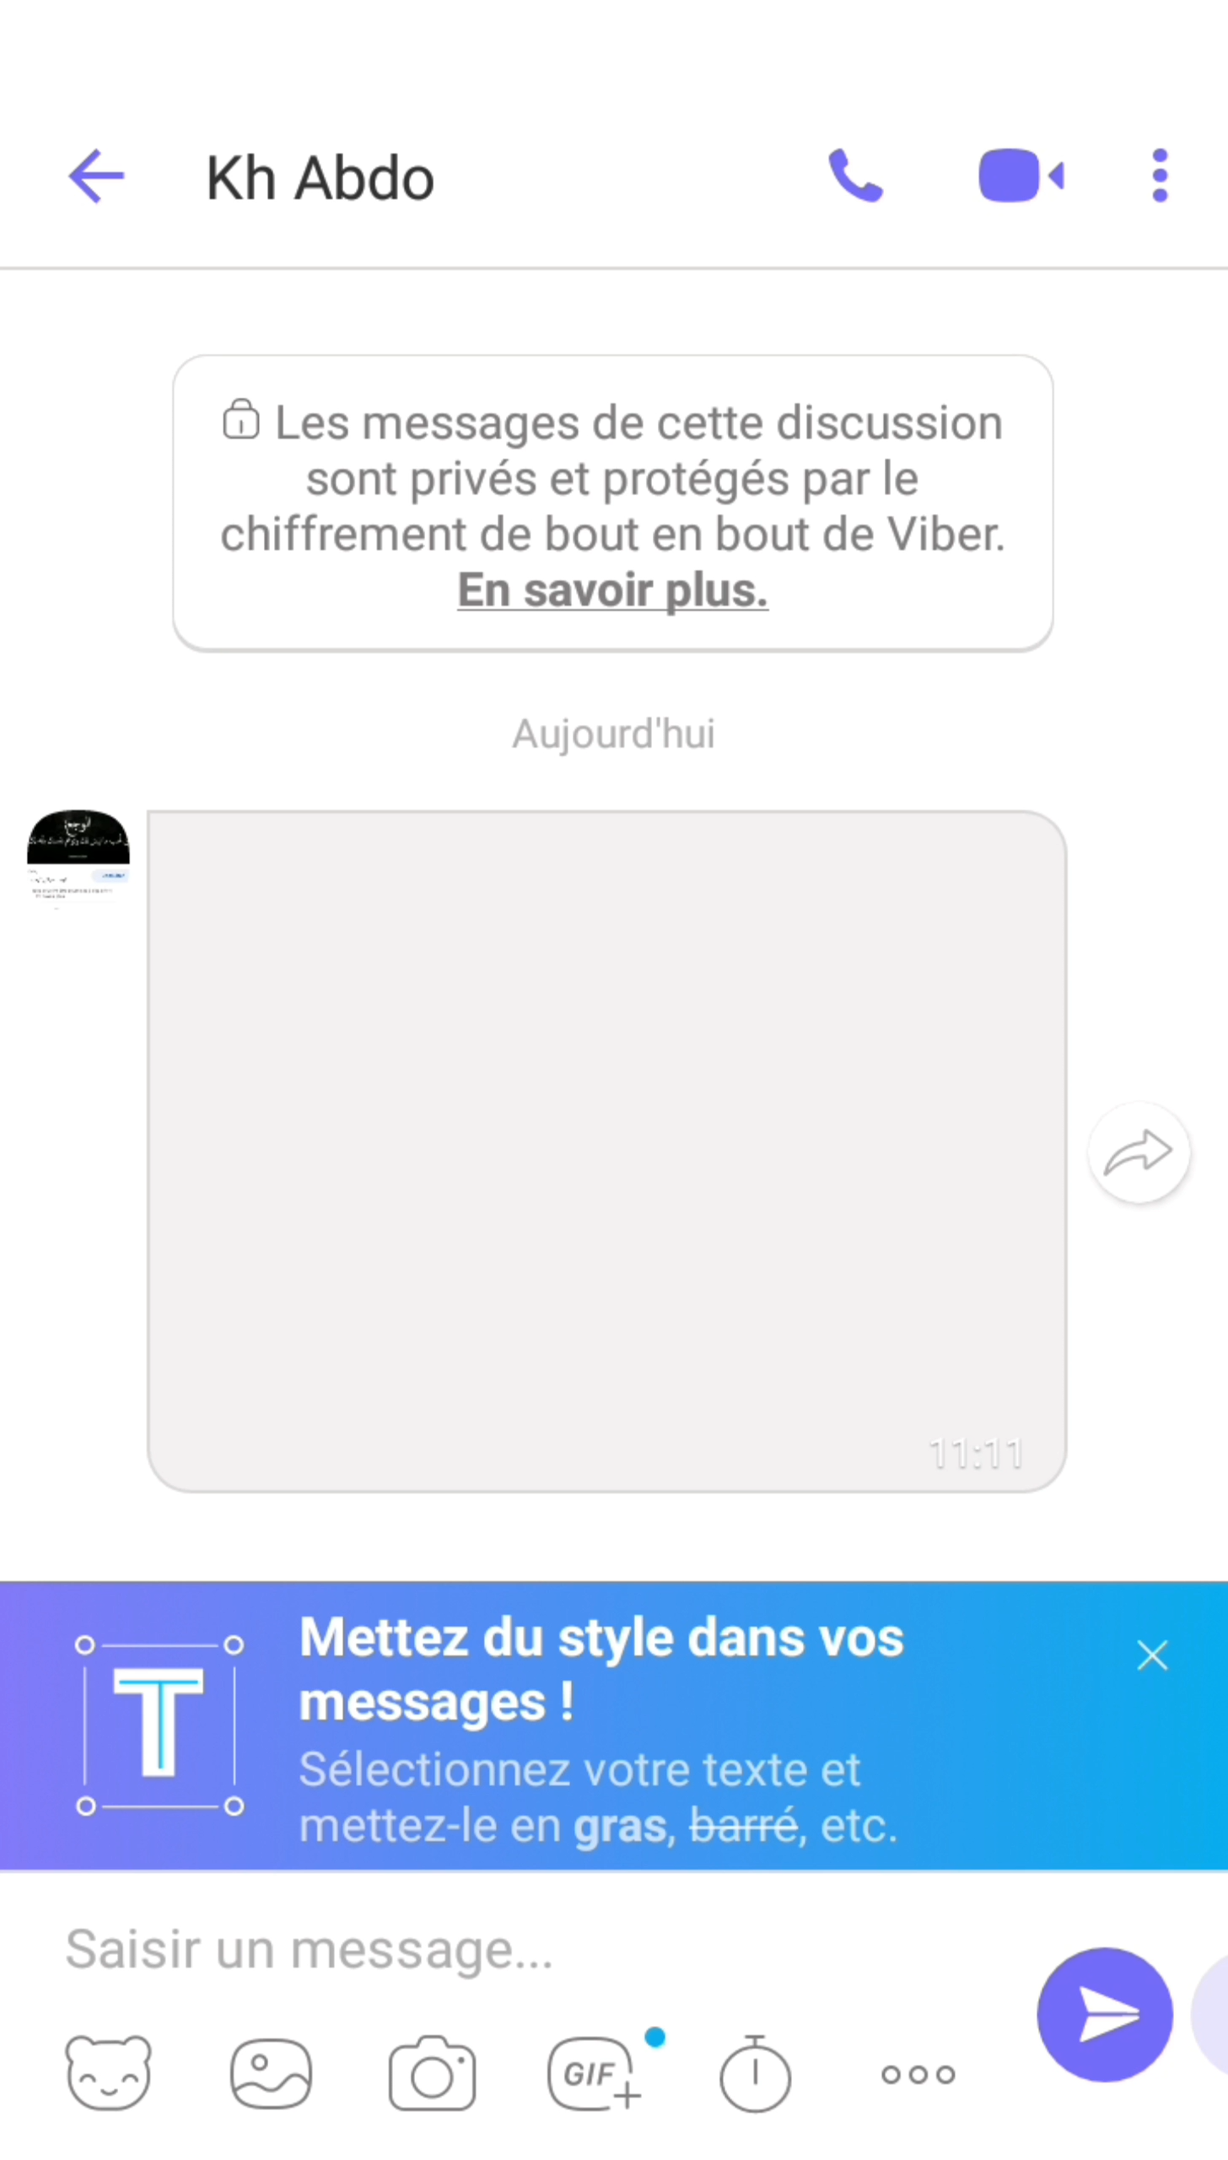 Kh Abdo
Les messages de cette discussion
sont privés et protégés par le
chiffrement de bout en bout de Viber.
En savoir plus.
Aujourd'hui
11:11
T
Mettez du style dans vos
messages !
Sélectionnez votre texte et
mettez-le en gras, barré, etc.
Saisir un message...
GIF